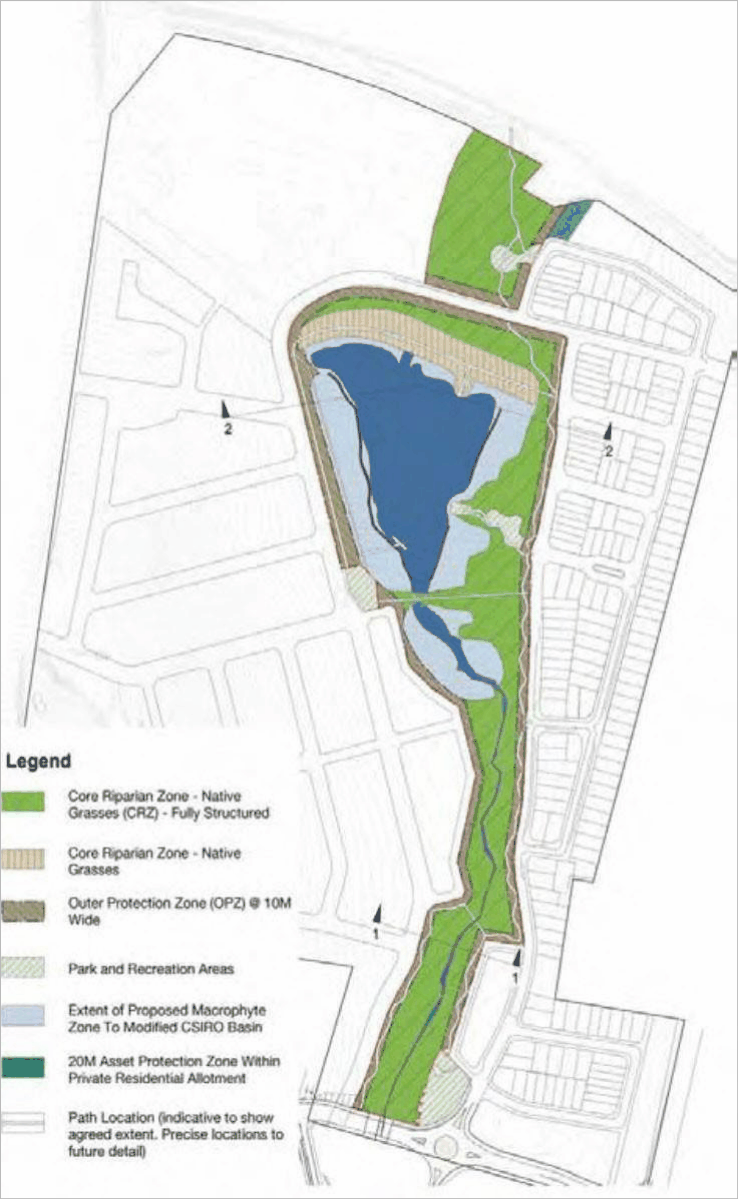 2
2
1
1
Legend
Core Riparian Zone - Native
Grasses (CRZ) - Fully Structured
Core Riparian Zone - Native
Grasses
Outer Protection Zone (OPZ) @ 10M
Wide
Park and Recreation Areas
Extent of Proposed Macrophyte
Zone To Modified CSIRO Basin
20M Asset Protection Zone Within
Private Residential Allotment
Path Location (indicative to show
agreed extent. Precise locations to
future detail)